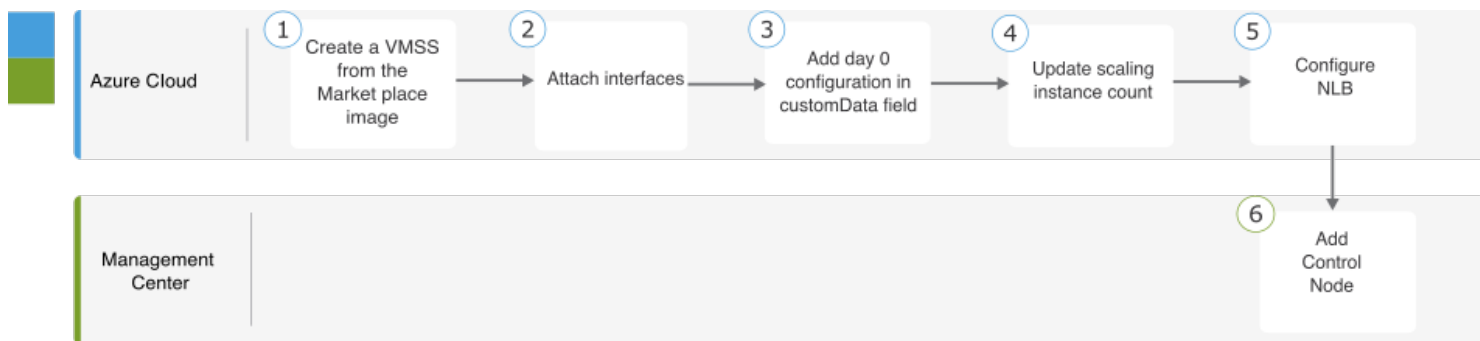 Azure Cloud
1
Create a VMSS
from the
Market place
image
2
Attach interfaces
3
Add day 0
configuration in
customData field
4
Update scaling
instance count
5
Configure
NLB
Management
Center
6
Add
Control
Node